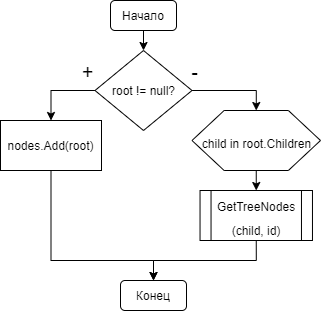 Начало
+
root != null?
-
nodes.Add(root)
child in root.Children
GetTreeNodes
(child, id)
Конец